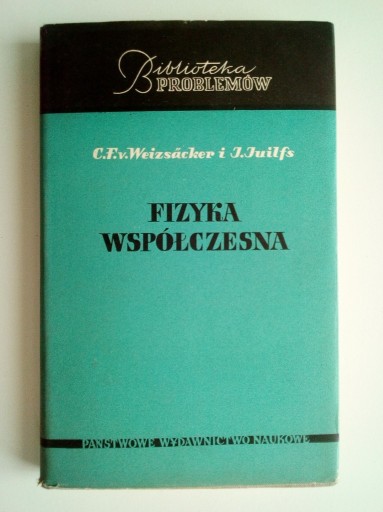 Biblioteka
PROBLEMÓW
C.F.v.Weizsäcker i J.Juilfs
FIZYKA
WSPÓŁCZESNA
PAŃSTWOWE WYDAWNICTWO NAUKOWE